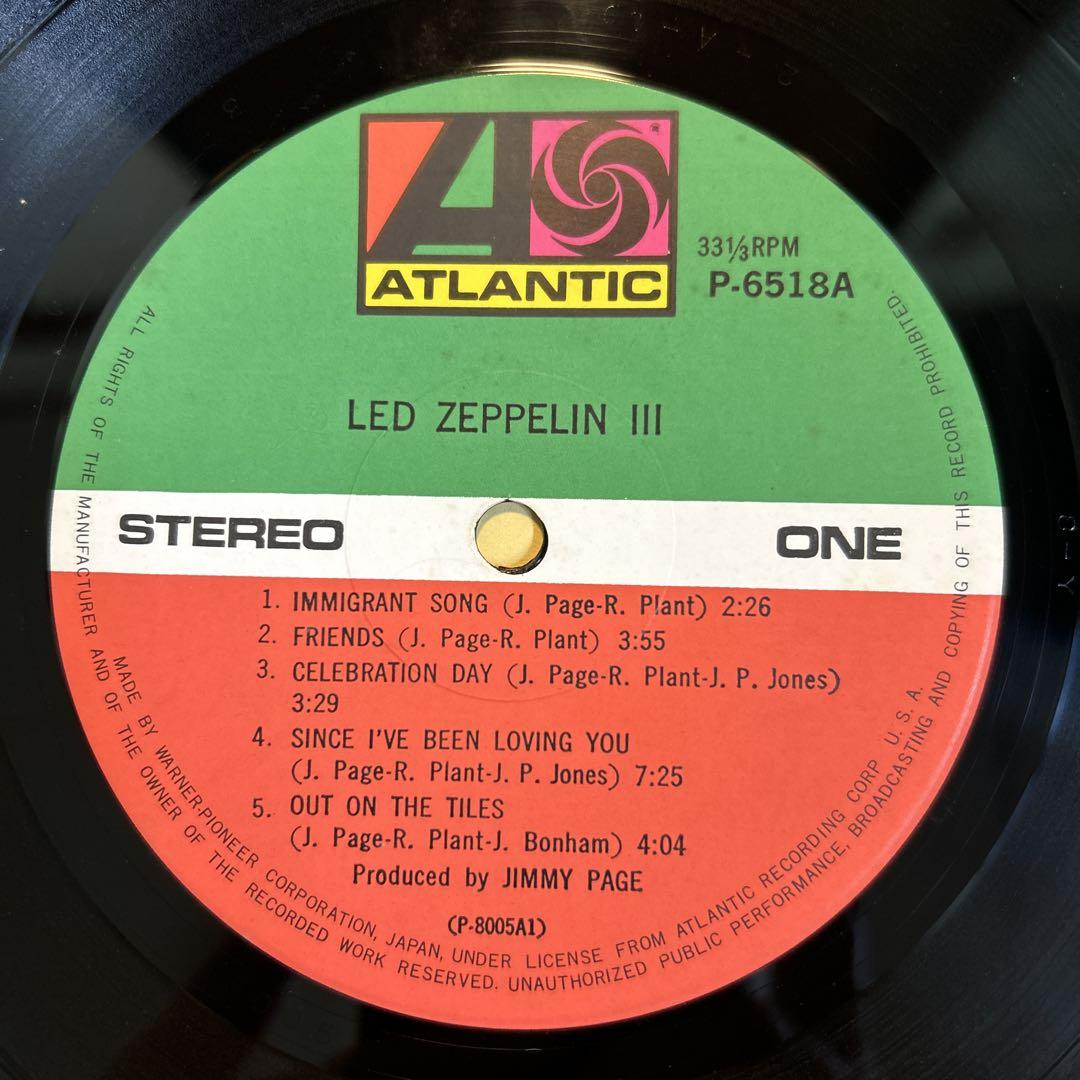 ATLANTIC
33⅓ RPM
P-6518A
LED ZEPPELIN III
STEREO
ONE
1. IMMIGRANT SONG (J. Page-R. Plant) 2:26
2. FRIENDS (J. Page-R. Plant) 3:55
3. CELEBRATION DAY (J. Page-R. Plant-J. P. Jones)
3:29
4. SINCE I'VE BEEN LOVING YOU
(J. Page-R. Plant-J. P. Jones) 7:25
5. OUT ON THE TILES
(J. Page-R. Plant-J. Bonham) 4:04
Produced by JIMMY PAGE
(P-8005A1)
MADE BY WARNER-PIONEER CORPORATION, JAPAN, UNDER LICENSE FROM ATLANTIC RECORDING CORP U. S. A.
ALL RIGHTS OF THE MANUFACTURER AND OF THE OWNER OF THE RECORDED WORK RESERVED. UNAUTHORIZED PUBLIC PERFORMANCE, BROADCASTING AND COPYING OF THIS RECORD PROHIBITED.